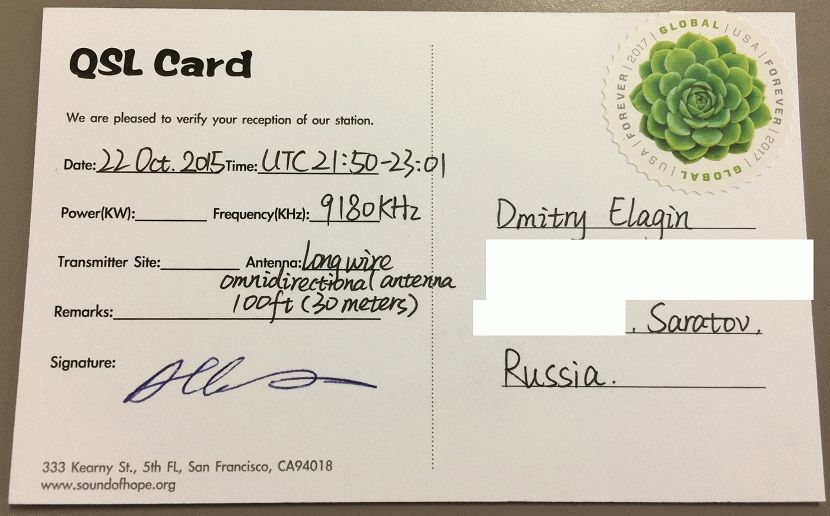 QSL Card
We are pleased to verify your reception of our station.
Date: 22 Oct. 2015 Time: UTC 21:50-23:01
Power(KW): Frequency(KHz): 9180KHz
Transmitter Site: Antenna: Long wire
omnidirectional antenna
Remarks: 100ft (30 meters)
Signature:
333 Kearny St., 5th FL, San Francisco, CA94018
www.soundofhope.org
GLOBAL | USA | FOREVER | 2017 | GLOBAL | USA | FOREVER | 2017 |
Dmitry Elagin
, Saratov,
Russia.